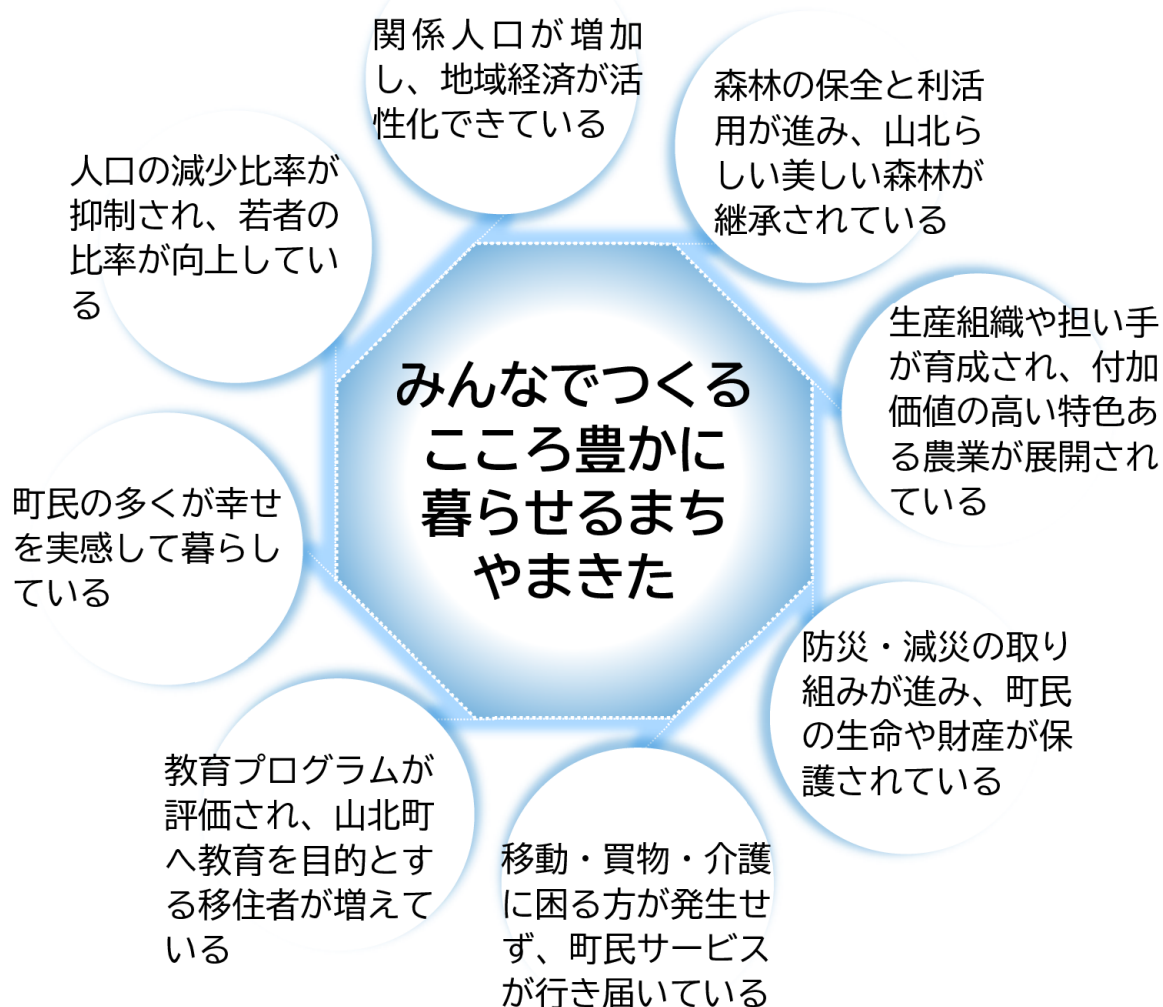 関係人口が増加
し、地域経済が活
性化できている
森林の保全と利活
用が進み、山北ら
しい美しい森林が
継承されている
人口の減少比率が
抑制され、若者の
比率が向上してい
る
生産組織や担い手
が育成され、付加
価値の高い特色あ
る農業が展開され
ている
みんなでつくる
こころ豊かに
暮らせるまち
やまきた
町民の多くが幸せ
を実感して暮らし
ている
防災・減災の取り
組みが進み、町民
の生命や財産が保
護されている
教育プログラムが
評価され、山北町
へ教育を目的とす
る移住者が増えて
いる
移動・買物・介護
に困る方が発生せ
ず、町民サービス
が行き届いている